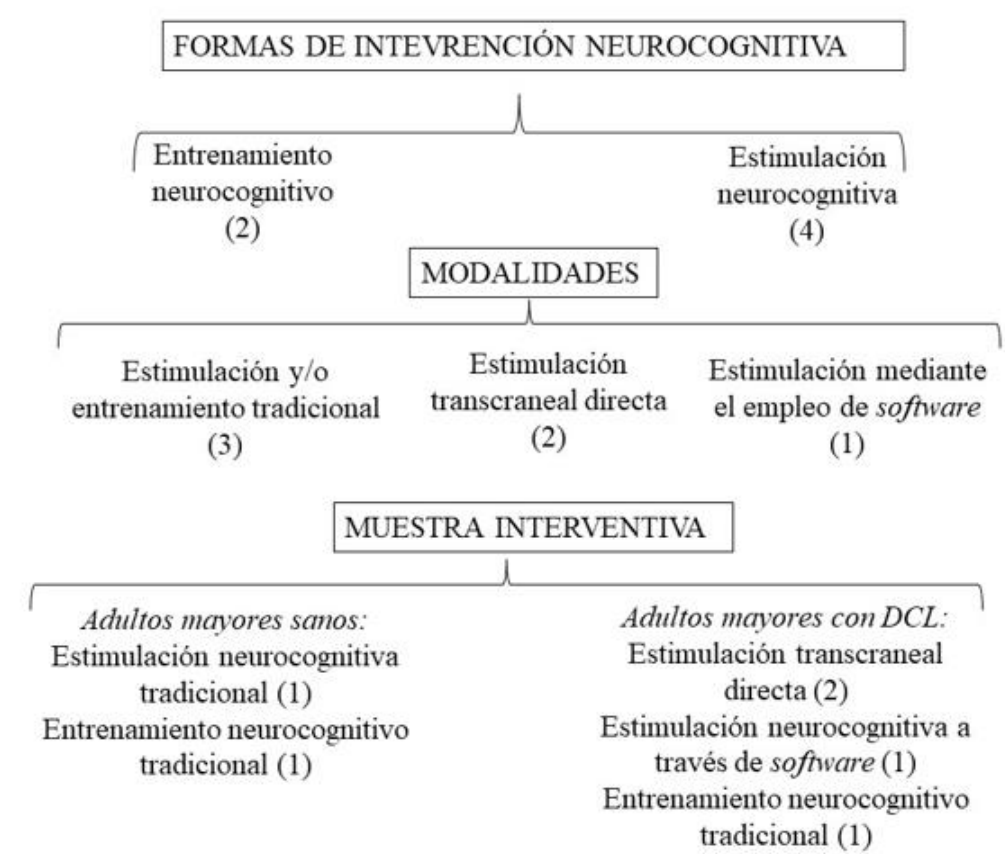 FORMAS DE INTEVRENCIÓN NEUROCOGNITIVA
Entrenamiento
neurocognitivo
(2)
Estimulación
neurocognitiva
(4)
MODALIDADES
Estimulación y/o
entrenamiento tradicional
(3)
Estimulación
transcraneal directa
(2)
Estimulación mediante
el empleo de software
(1)
MUESTRA INTERVENTIVA
Adultos mayores sanos:
Estimulación neurocognitiva
tradicional (1)
Entrenamiento neurocognitivo
tradicional (1)
Adultos mayores con DCL:
Estimulación transcraneal
directa (2)
Estimulación neurocognitiva a
través de software (1)
Entrenamiento neurocognitivo
tradicional (1)